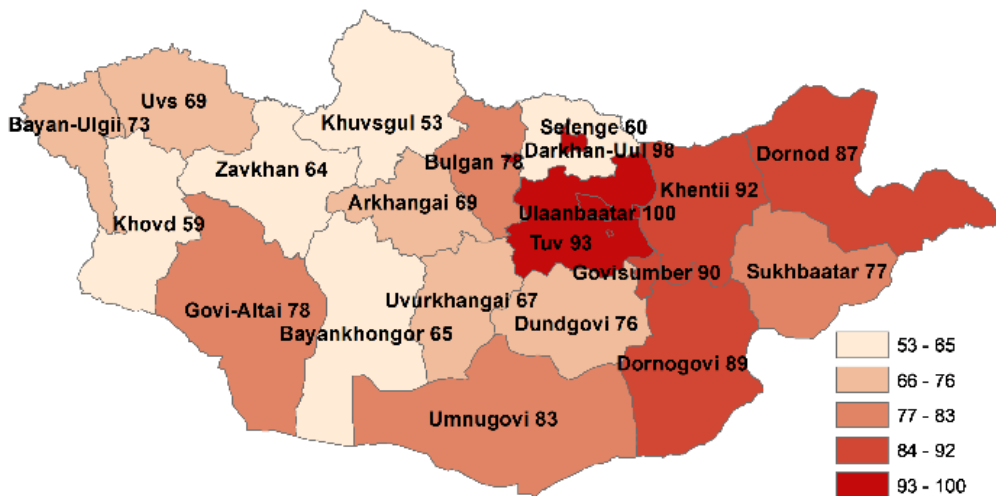 Uvs 69
Bayan-Ulgii 73
Khuvsgul 53
Selenge 60
Darkhan-Uul 98
Dornod 87
Zavkhan 64
Bulgan 78
Khentii 92
Arkhangai 69
Ulaanbaatar 100
Khovd 59
Tuv 93
Govisumber 90
Sukhbaatar 77
Govi-Altai 78
Uvurkhangai 67
Dundgovi 76
Bayankhongor 65
Dornogovi 89
Umnugovi 83
53 - 65
66 - 76
77 - 83
84 - 92
93 - 100